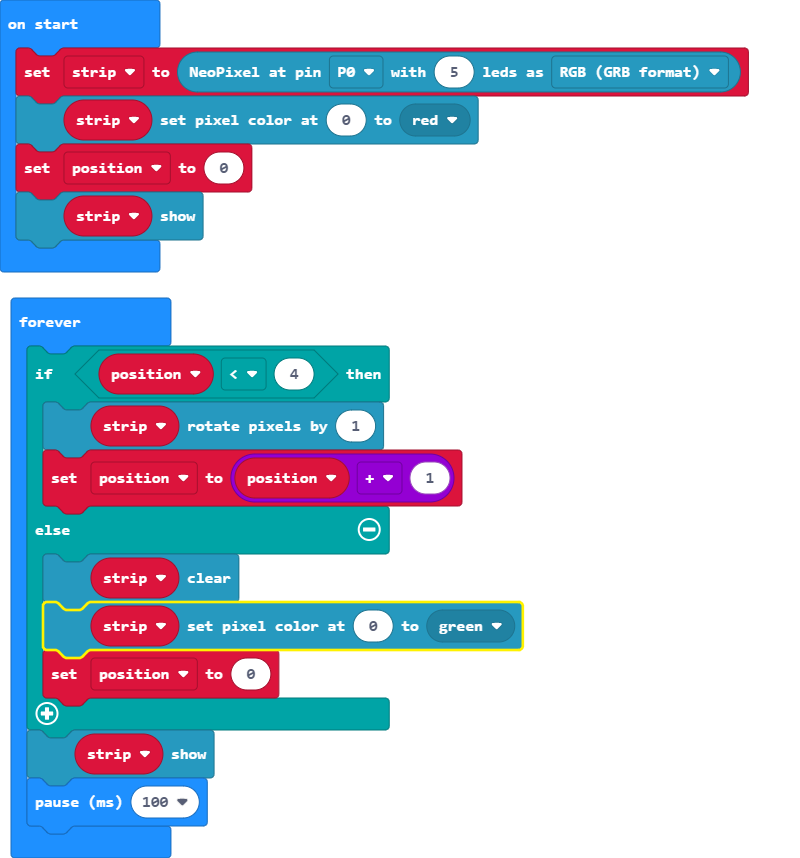 on start
set strip to NeoPixel at pin P0 with 5 leds as RGB (GRB format)
strip set pixel color at 0 to red
set position to 0
strip show
forever
if position < 4 then
strip rotate pixels by 1
set position to position + 1
else
strip clear
strip set pixel color at 0 to green
set position to 0
strip show
pause (ms) 100